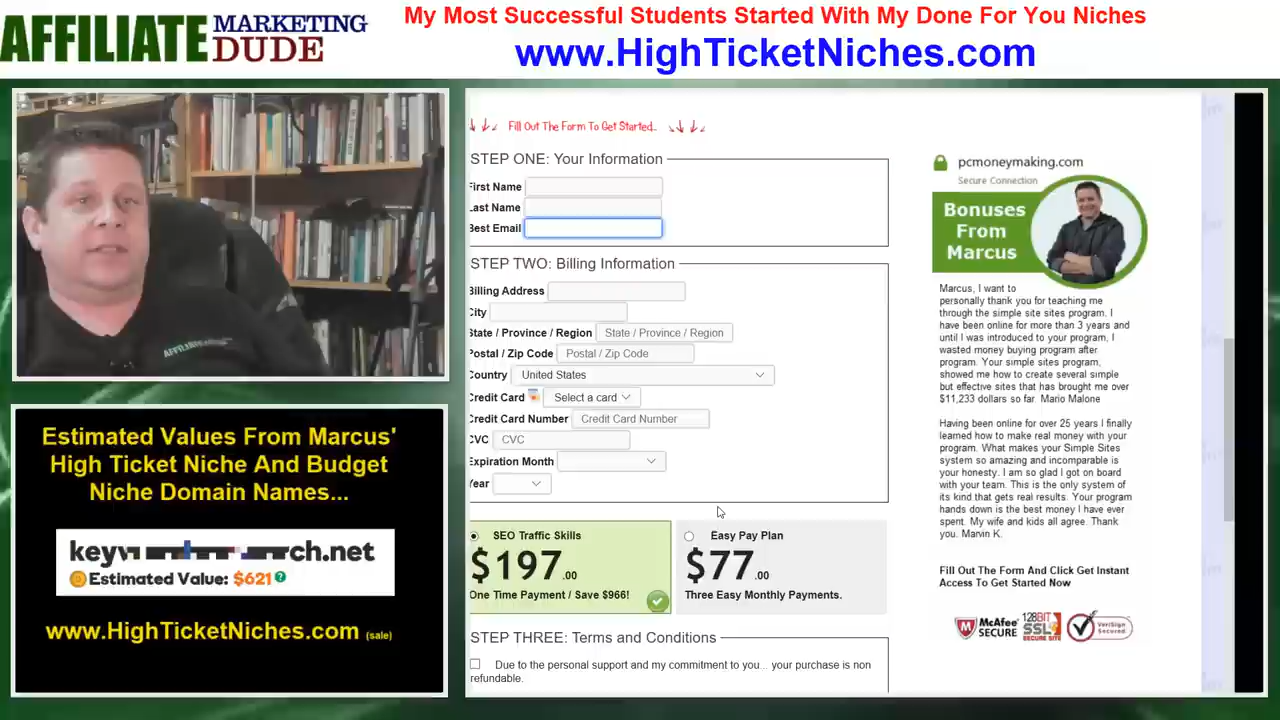 AFFILIATE MARKETING DUDE
My Most Successful Students Started With My Done For You Niches
www.HighTicketNiches.com
AFFILIATE
Estimated Values From Marcus'
High Ticket Niche And Budget
Niche Domain Names...
Estimated Value: $621
www.HighTicketNiches.com (sale)
Fill Out The Form To Get Started...
STEP ONE: Your Information
First Name
Last Name
Best Email
STEP TWO: Billing Information
Billing Address
City
State / Province / Region State / Province / Region
Postal / Zip Code Postal / Zip Code
Country United States
Credit Card Select a card
Credit Card Number Credit Card Number
CVC CVC
Expiration Month
Year
SEO Traffic Skills
$197.00
One Time Payment / Save $966!
Easy Pay Plan
$77.00
Three Easy Monthly Payments.
STEP THREE: Terms and Conditions
Due to the personal support and my commitment to you... your purchase is non
refundable.
pcmoneymaking.com
Secure Connection
Bonuses
From
Marcus
Marcus, I want to
personally thank you for teaching me
through the simple site sites program. I
have been online for more than 3 years and
until I was introduced to your program, I
wasted money buying program after
program. Your simple sites program,
showed me how to create several simple
but effective sites that has brought me over
$11,233 dollars so far. Mario Malone
Having been online for over 25 years I finally
learned how to make real money with your
program. What makes your Simple Sites
system so amazing and incomparable is
your honesty. I am so glad I got on board
with your team. This is the only system of
its kind that gets real results. Your program
hands down is the best money I have ever
spent. My wife and kids all agree. Thank
you. Marvin K.
Fill Out The Form And Click Get Instant
Access To Get Started Now
McAfee SECURE
128BIT SSL SECURE SITE
VeriSign Secured